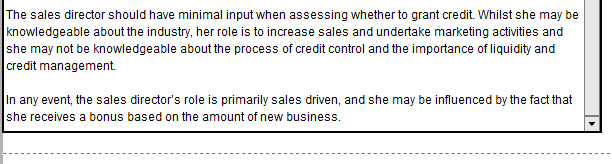 The sales director should have minimal input when assessing whether to grant credit. Whilst she may be
knowledgeable about the industry, her role is to increase sales and undertake marketing activities and
she may not be knowledgeable about the process of credit control and the importance of liquidity and
credit management.
In any event, the sales director's role is primarily sales driven, and she may be influenced by the fact that
she receives a bonus based on the amount of new business.